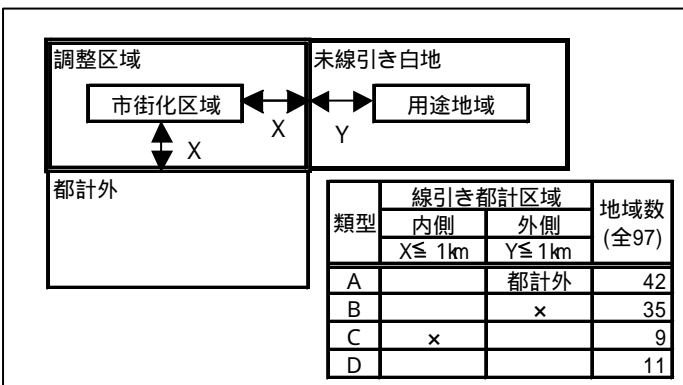 調整区域 未線引き白地
市街化区域 用途地域
X Y
X
都計外
類型 線引き都計区域 地域数 (全97)
内側 外側
X≦ 1km Y≦ 1km
A 都計外 42
B × 35
C × 9
D 11